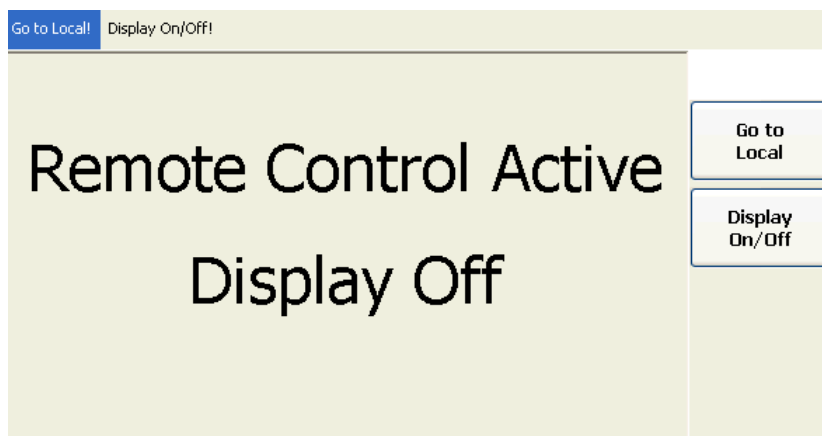 Go to Local! Display On/Off!
Remote Control Active
Display Off
Go to
Local
Display
On/Off